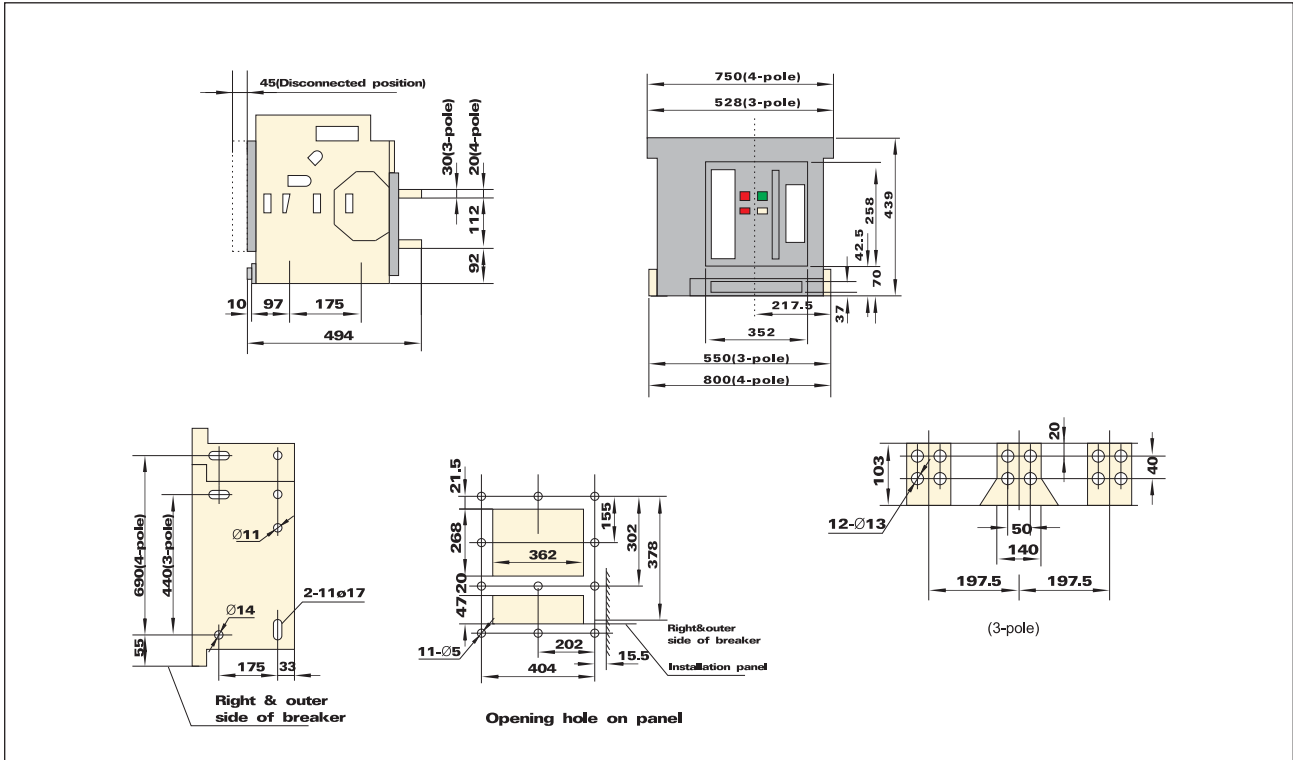 45(Disconnected position)
30(3-pole)
20(4-pole)
112
92
10
97
175
494
750(4-pole)
528(3-pole)
439
258
42.5
70
217.5
37
352
550(3-pole)
800(4-pole)
690(4-pole)
440(3-pole)
55
Ø11
2-11ø17
Ø14
175
33
Right & outer
side of breaker
21.5
268
20
47
362
155
302
378
11-Ø5
202
404
15.5
Right&outer
side of breaker
Installation panel
Opening hole on panel
20
103
40
12-Ø13
50
140
197.5
197.5
(3-pole)